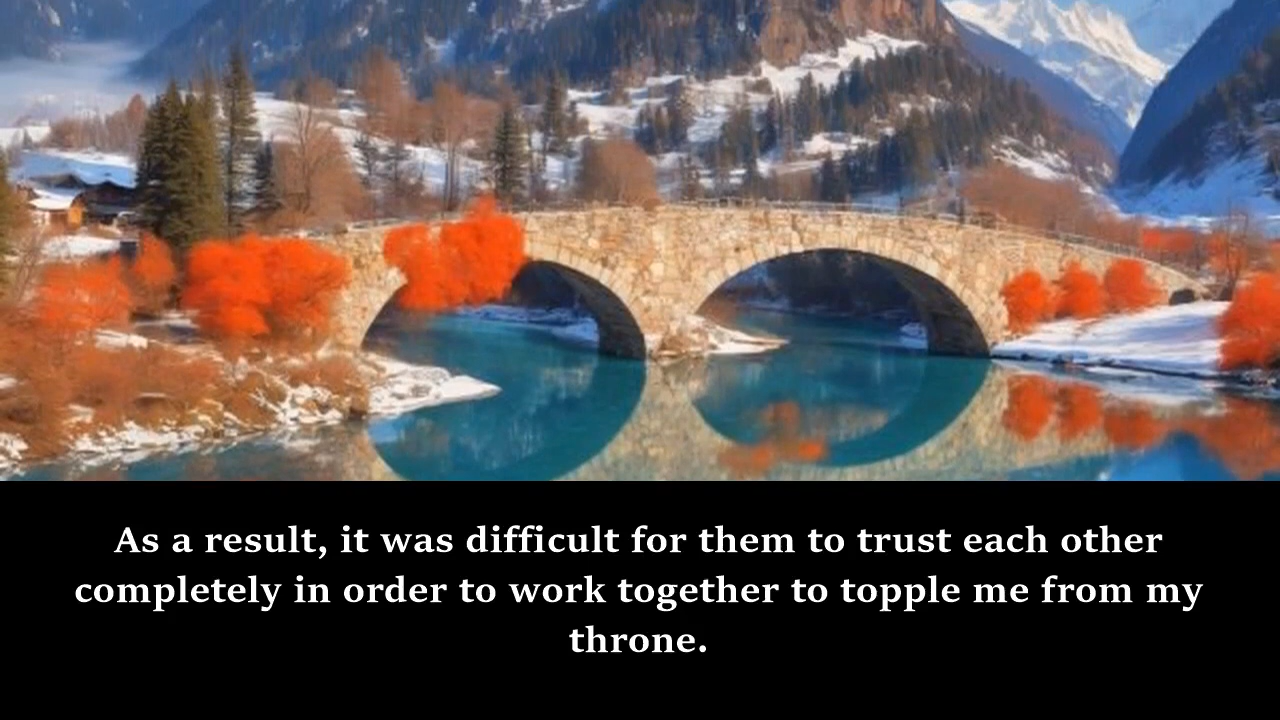 As a result, it was difficult for them to trust each other
completely in order to work together to topple me from my
throne.